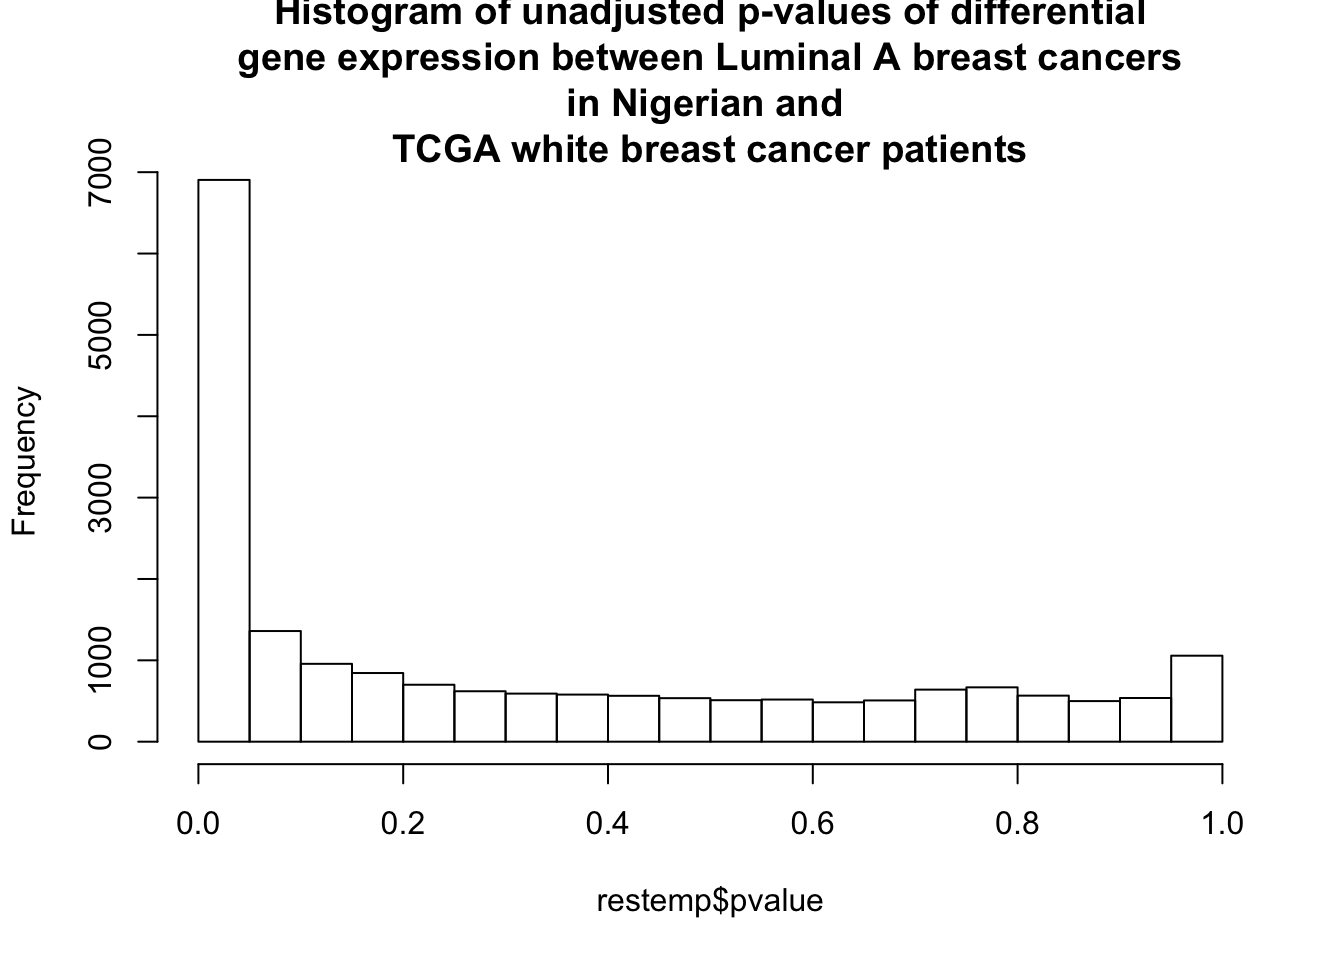 Histogram of unadjusted p-values of differential
gene expression between Luminal A breast cancers
in Nigerian and
TCGA white breast cancer patients
Frequency
7000
5000
3000
1000
0
0.0 0.2 0.4 0.6 0.8 1.0
restemp$pvalue